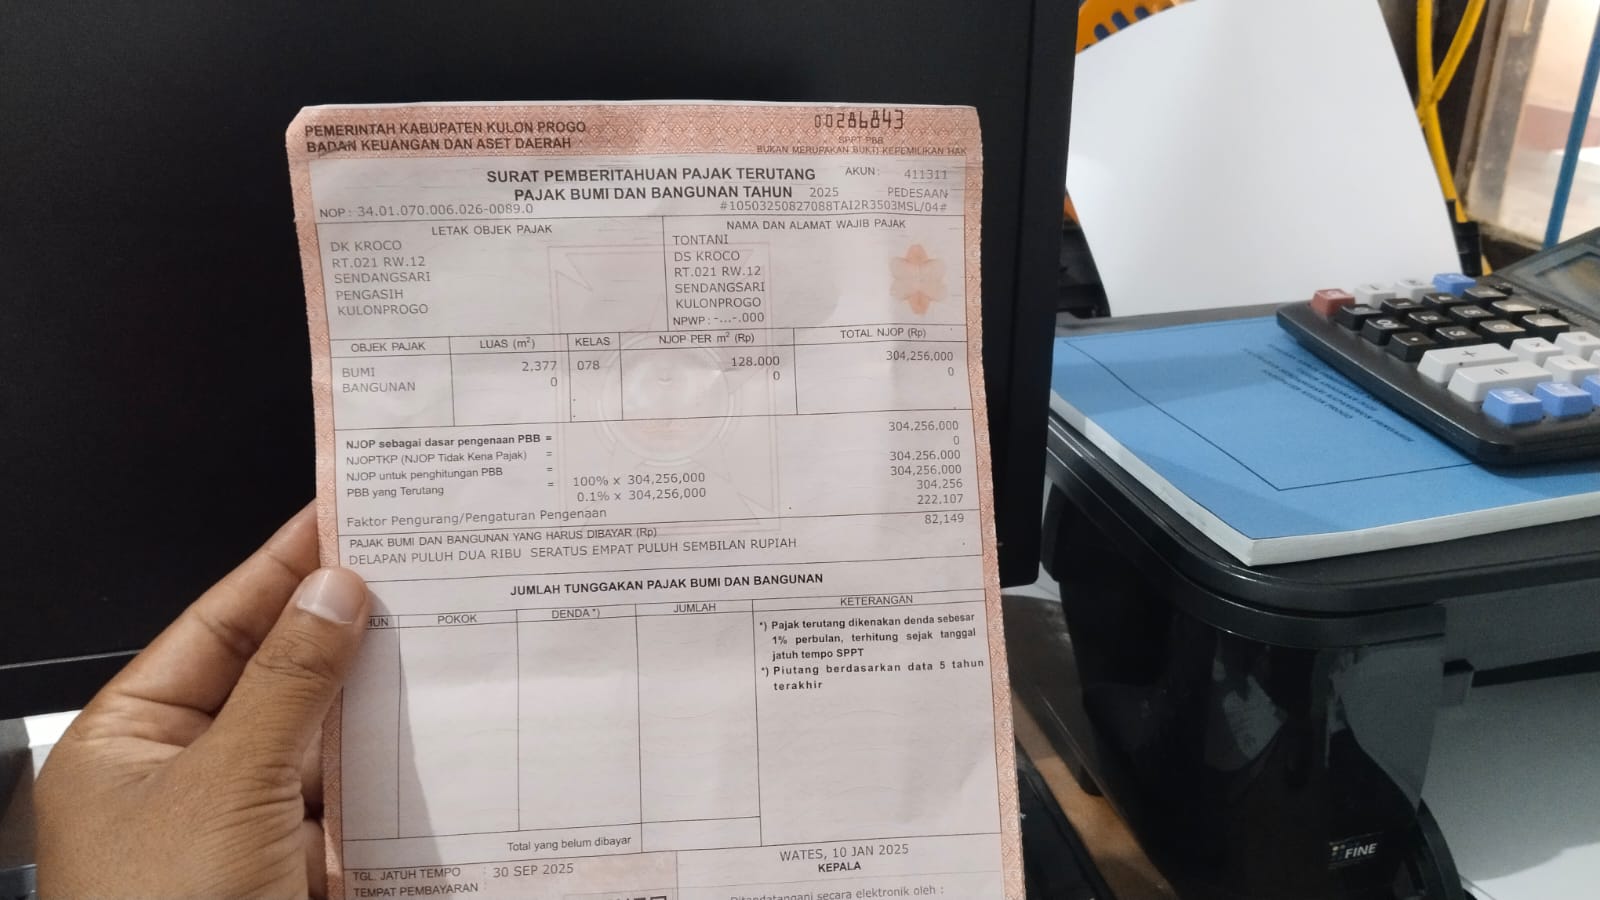 PEMERINTAH KABUPATEN KULON PROGO
BADAN KEUANGAN DAN ASET DAERAH
00286843
SPPT PBB
BUKAN MERUPAKAN BUKTI KEPEMILIKAN HAK
SURAT PEMBERITAHUAN PAJAK TERUTANG
AKUN : 411311
PAJAK BUMI DAN BANGUNAN TAHUN 2025 PEDESAAN
NOP : 34.01.070.006.026-0089.0
#10503250827088TAI2R3503MSL/04#
LETAK OBJEK PAJAK
DK KROCO
RT.021 RW.12
SENDANGSARI
PENGASIH
KULONPROGO
NAMA DAN ALAMAT WAJIB PAJAK
TONTANI
DS KROCO
RT.021 RW.12
SENDANGSARI
KULONPROGO
NPWP : -...-.000
OBJEK PAJAK LUAS (m²) KELAS NJOP PER m² (Rp) TOTAL NJOP (Rp)
BUMI 2,377 078 128.000 304,256,000
BANGUNAN 0 0 0
NJOP sebagai dasar pengenaan PBB = 304,256,000
NJOPTKP (NJOP Tidak Kena Pajak) = 0
NJOP untuk penghitungan PBB = 304.256,000
PBB yang Terutang = 100% x 304,256,000 304,256,000
0.1% x 304,256,000 304.256
Faktor Pengurang/Pengaturan Pengenaan 222,107
PAJAK BUMI DAN BANGUNAN YANG HARUS DIBAYAR (Rp) 82,149
DELAPAN PULUH DUA RIBU SERATUS EMPAT PULUH SEMBILAN RUPIAH
JUMLAH TUNGGAKAN PAJAK BUMI DAN BANGUNAN
HUN POKOK DENDA *) JUMLAH KETERANGAN
*) Pajak terutang dikenakan denda sebesar
1% perbulan, terhitung sejak tanggal
jatuh tempo SPPT
*) Piutang berdasarkan data 5 tahun
terakhir
Total yang belum dibayar
TGL. JATUH TEMPO : 30 SEP 2025
TEMPAT PEMBAYARAN :
WATES, 10 JAN 2025
KEPALA
Ditandatangani secara elektronik oleh :
FINE